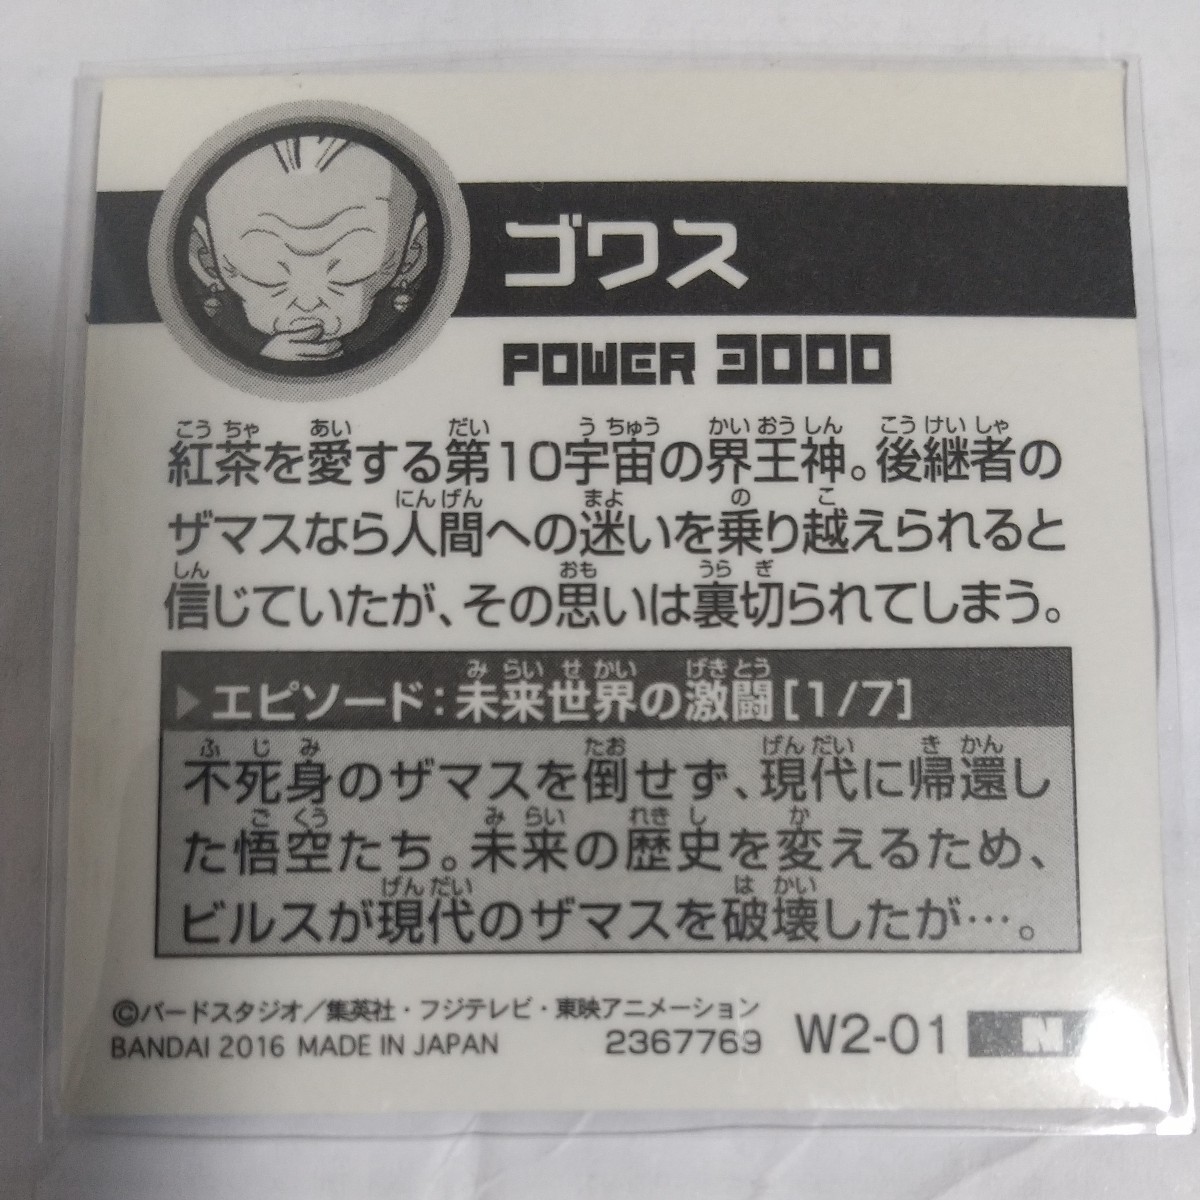 ゴワス
POWER 3000
こう ちゃ あい だい う ちゅう かい おう しん こう けい しゃ
紅茶を愛する第10宇宙の界王神。後継者の
にん げん まよ の こ
ザマスなら人間への迷いを乗り越えられると
しん おも うら ぎ
信じていたが、その思いは裏切られてしまう。
み らい せ かい げき とう
▶エピソード：未来世界の激闘[1/7]
ふ じ み たお げん だい き かん
不死身のザマスを倒せず、現代に帰還し
ご くう み らい れき し か
た悟空たち。未来の歴史を変えるため、
げん だい は かい
ビルスが現代のザマスを破壊したが…。
©バードスタジオ／集英社・フジテレビ・東映アニメーション
BANDAI 2016 MADE IN JAPAN 2367769 W2-01 N